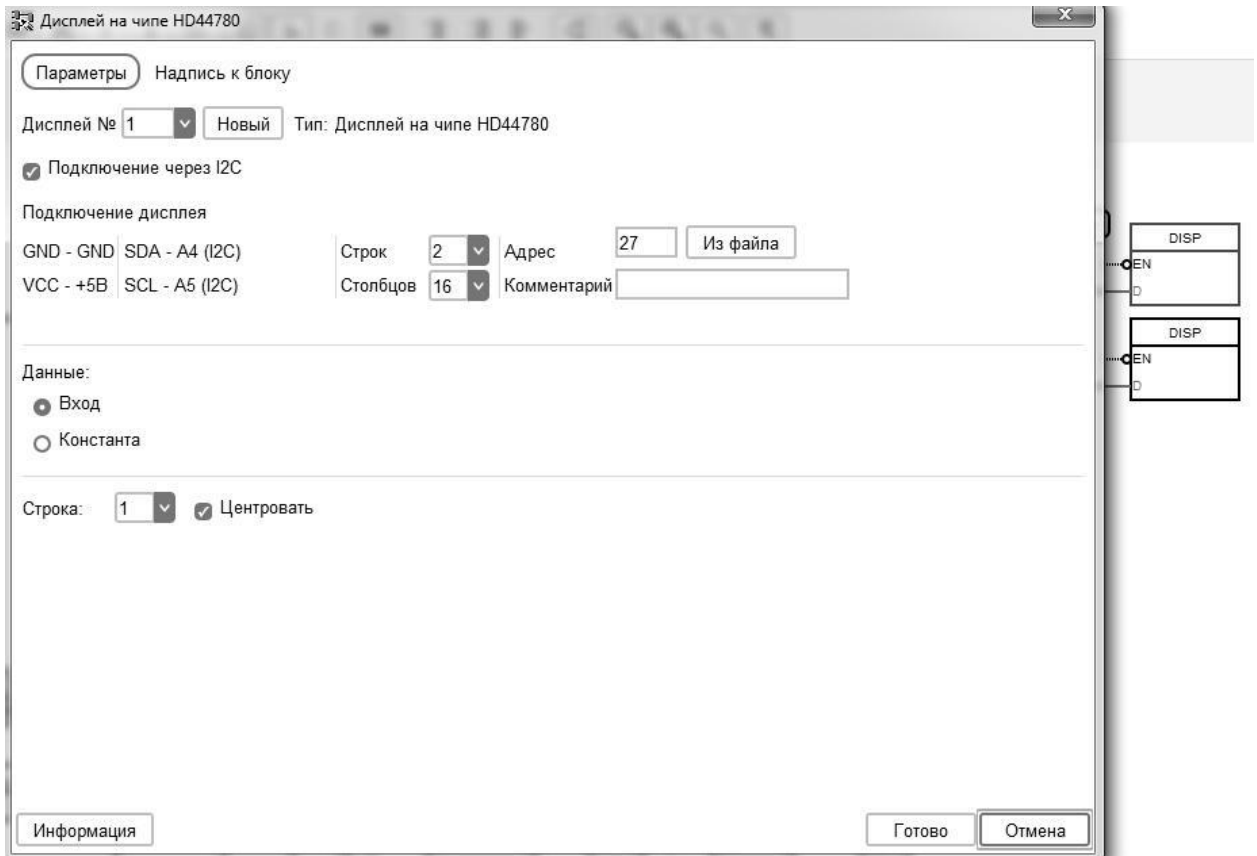 Дисплей на чипе HD44780
x
Параметры Надпись к блоку
Дисплей № 1 Новый Тип: Дисплей на чипе HD44780
Подключение через I2C
Подключение дисплея
GND - GND SDA - A4 (I2C) Строк 2 Адрес 27 Из файла
VCC - +5В SCL - A5 (I2C) Столбцов 16 Комментарий
Данные:
Вход
Константа
Строка: 1 Центровать
Информация Готово Отмена
DISP
EN
D
DISP
EN
D